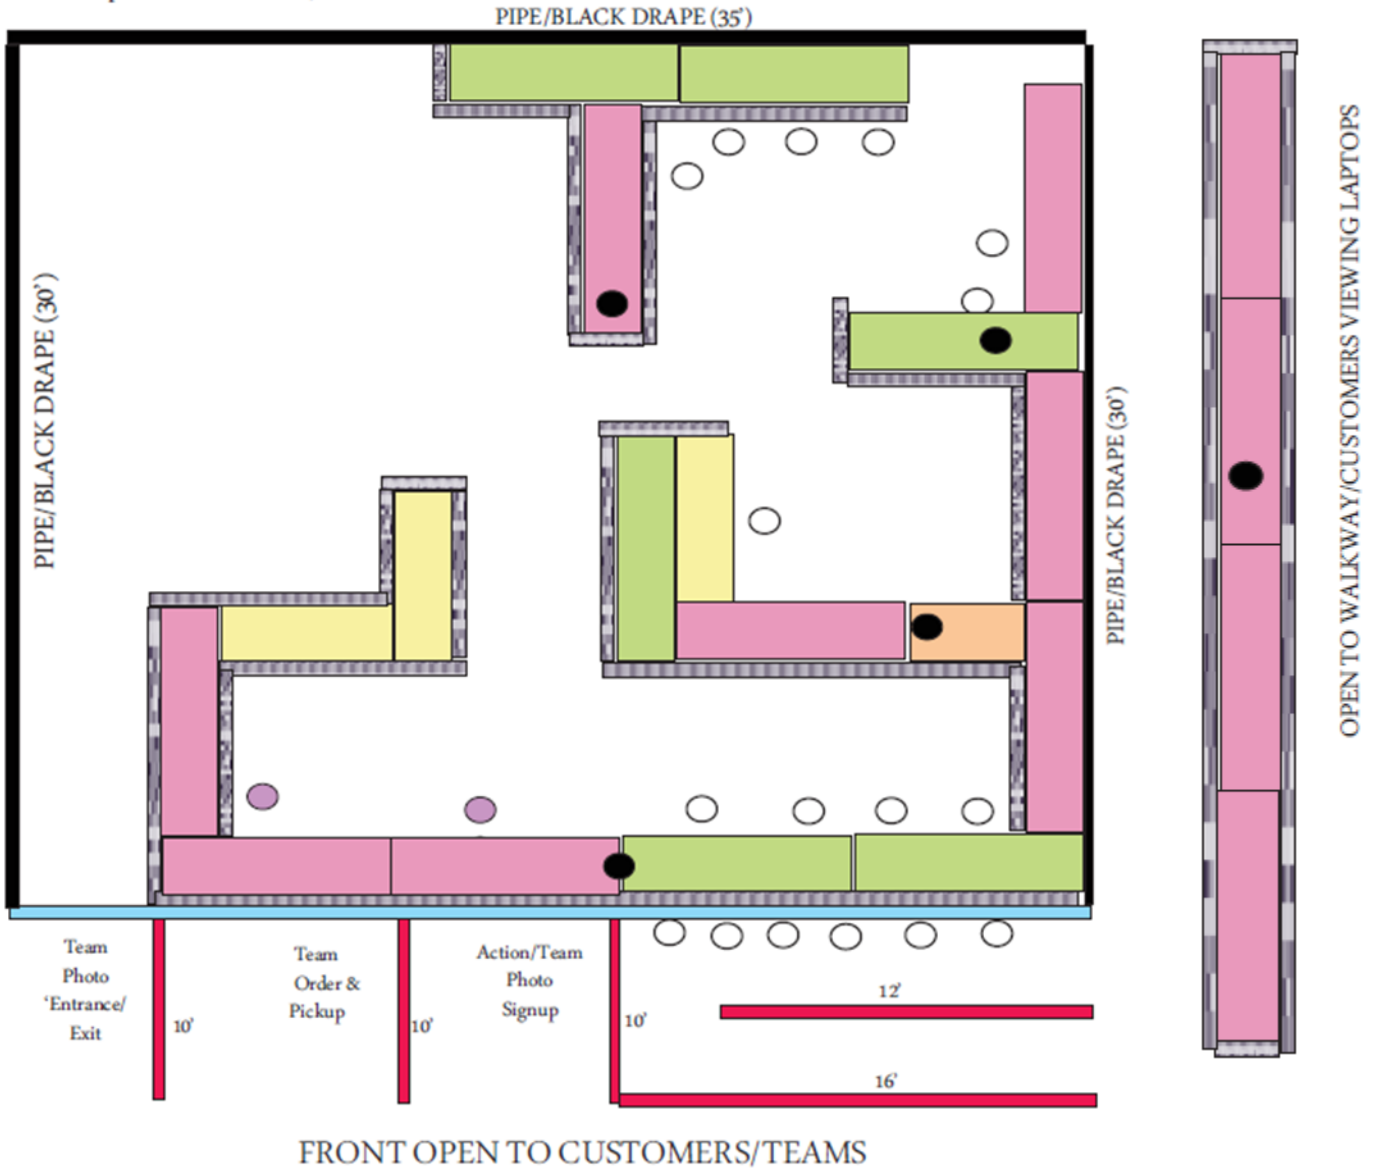 PIPE/BLACK DRAPE (35')
PIPE/BLACK DRAPE (30')
PIPE/BLACK DRAPE (30')
OPEN TO WALKWAY/CUSTOMERS VIEWING LAPTOPS
Team
Photo
‘Entrance/
Exit
10'
Team
Order &
Pickup
10'
Action/Team
Photo
Signup
10'
12'
16'
FRONT OPEN TO CUSTOMERS/TEAMS